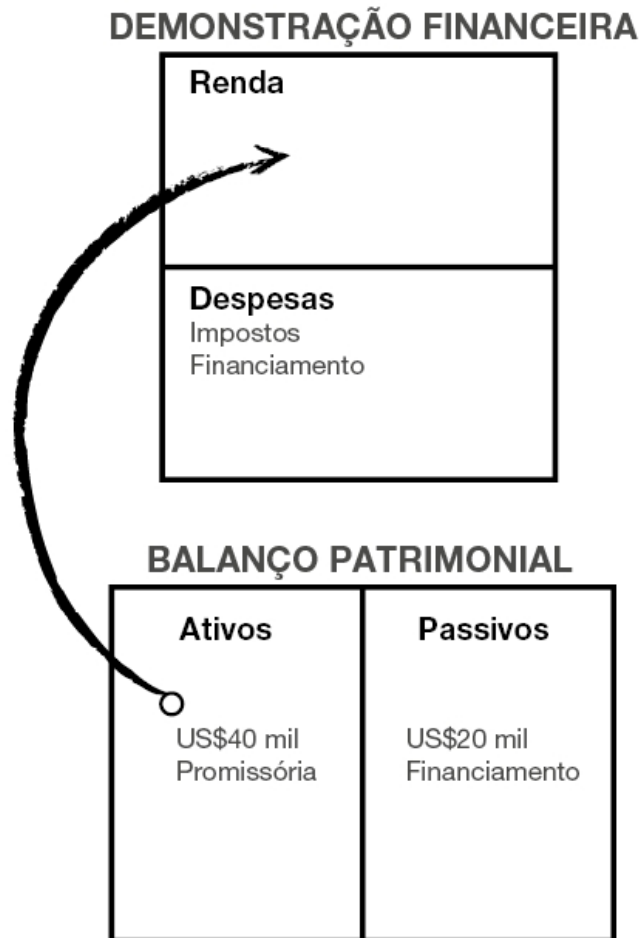 DEMONSTRAÇÃO FINANCEIRA
Renda
Despesas
Impostos
Financiamento
BALANÇO PATRIMONIAL
Ativos
US$40 mil
Promissória
Passivos
US$20 mil
Financiamento